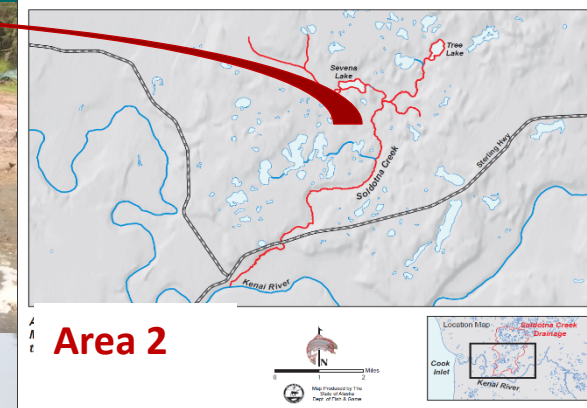 Tree
Lake
Sevena
Lake
Soldotna Creek
Sterling Hwy
Kenai River
Area 2
N
0 1 2 Miles
Map Produced by The
State of Alaska
Dept. of Fish & Game
Location Map
Soldotna Creek
Drainage
Cook
Inlet
Kenai River